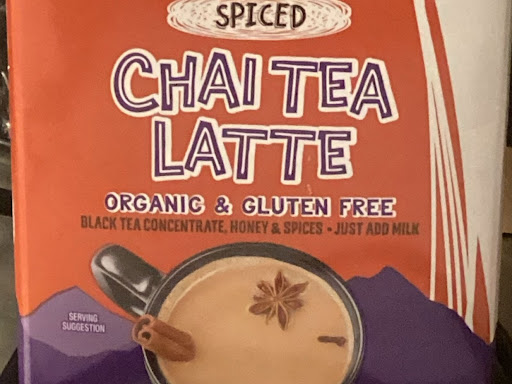 SPICED
CHAI TEA
LATTE
ORGANIC & GLUTEN FREE
BLACK TEA CONCENTRATE, HONEY & SPICES • JUST ADD MILK
SERVING
SUGGESTION